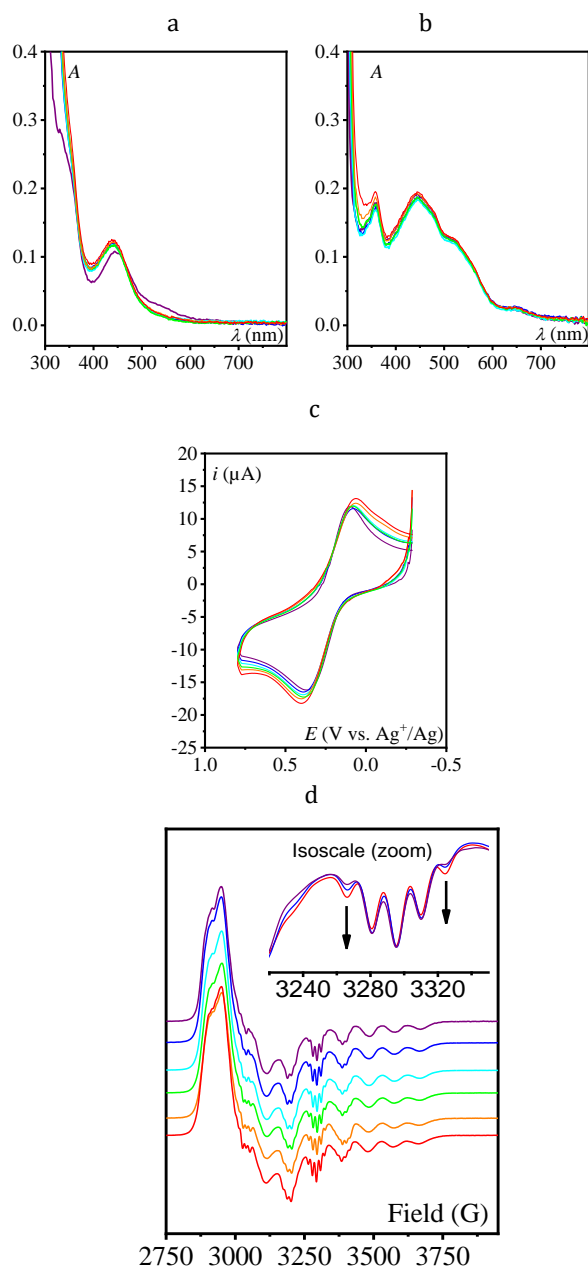 a b
0.4 0.4
A A
0.3 0.3
0.2 0.2
0.1 0.1
0.0 0.0
λ (nm) λ (nm)
300 400 500 600 700 300 400 500 600 700
c
20
i (µA)
15
10
5
0
-5
-10
-15
-20
E (V vs. Ag⁺/Ag)
-25
1.0 0.5 0.0 -0.5
d
Isoscale (zoom)
3240 3280 3320
Field (G)
2750 3000 3250 3500 3750